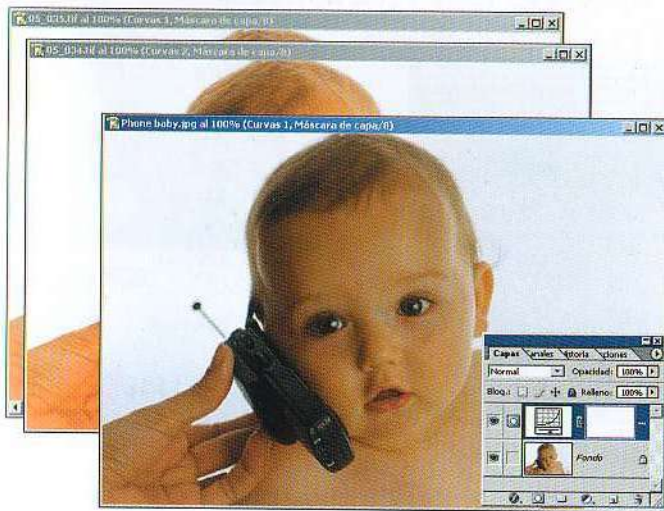 05_035.tif al 100% (Curvas 1, Máscara de capa/8)
05_034.tif al 100% (Curvas 2, Máscara de capa/8)
Phone baby.jpg al 100% (Curvas 1, Máscara de capa/8)
Capas Canales Historia
Normal Opacidad: 100%
Bloq.: Relleno: 100%
Fondo